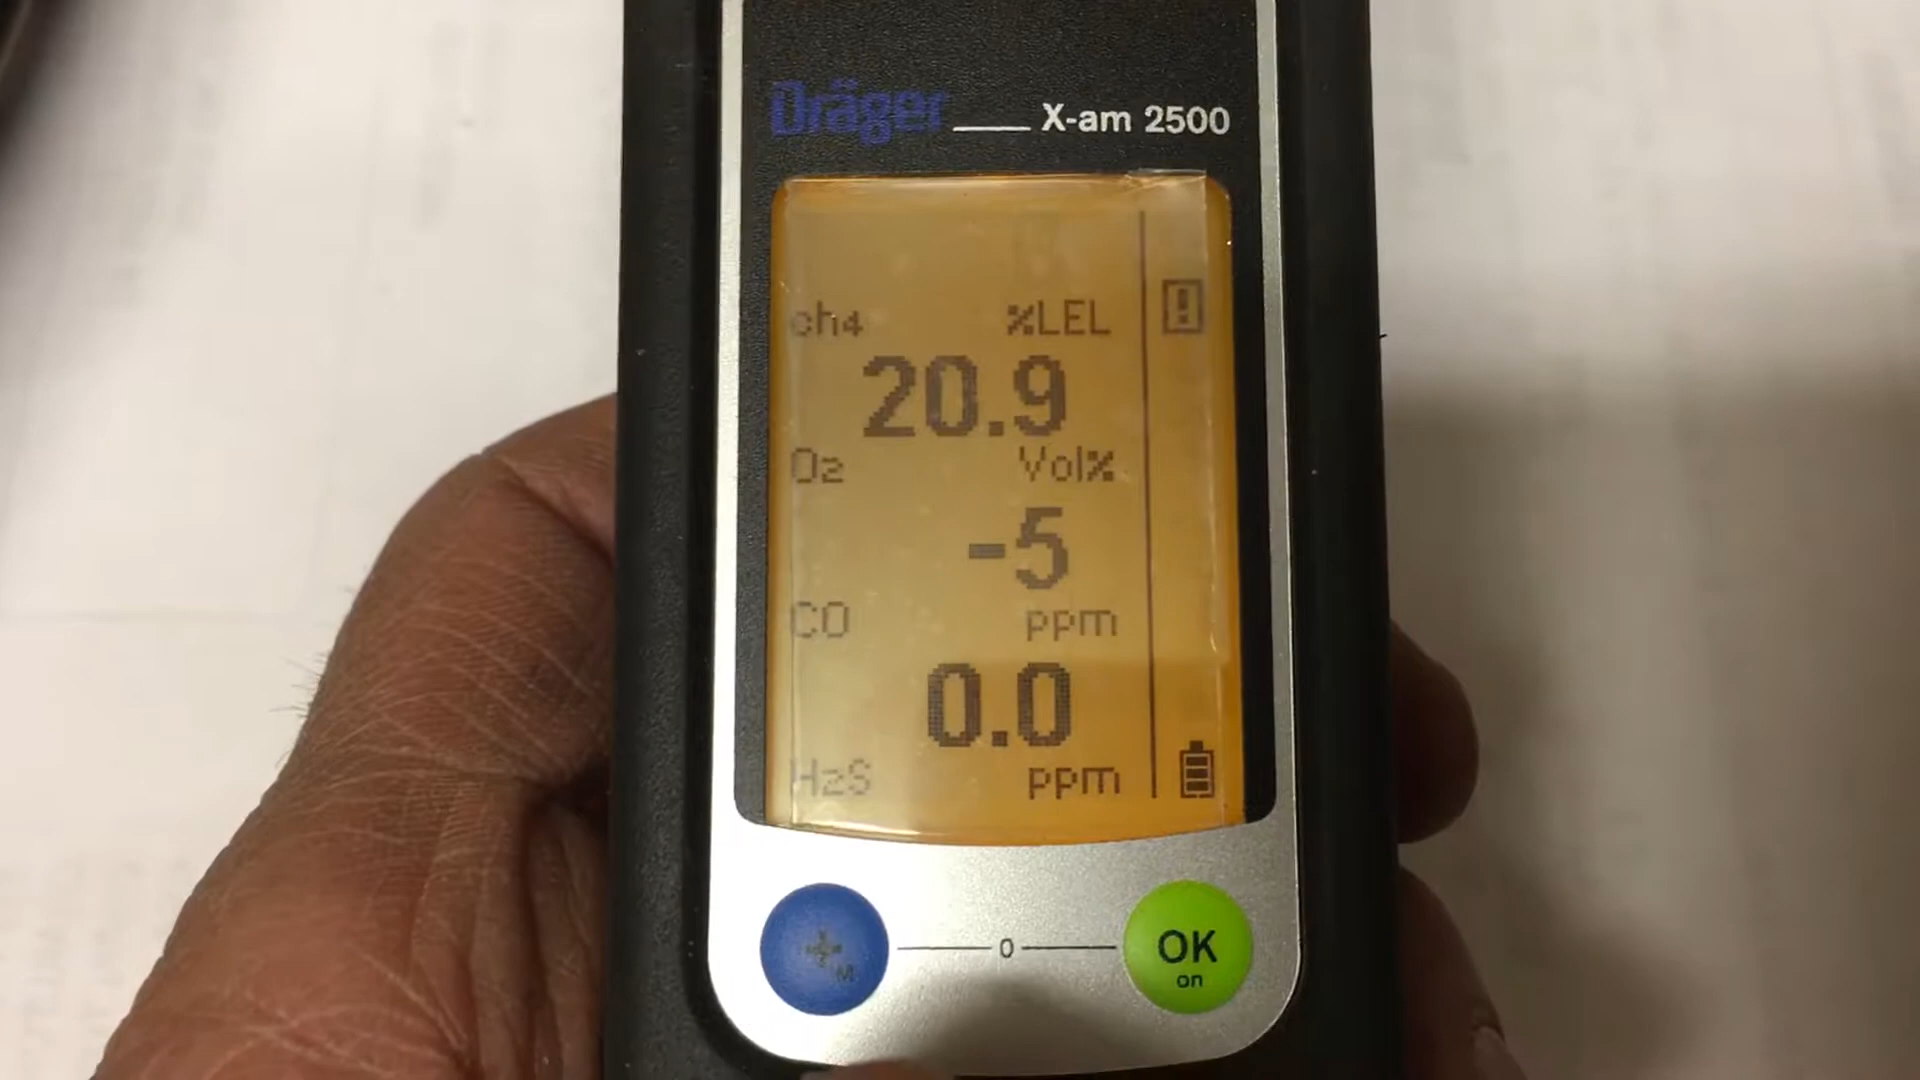 Dräger X-am 2500
ch4 %LEL
20.9
O2 Vol%
-5
CO ppm
0.0
H2S ppm
+ M
0
OK
on